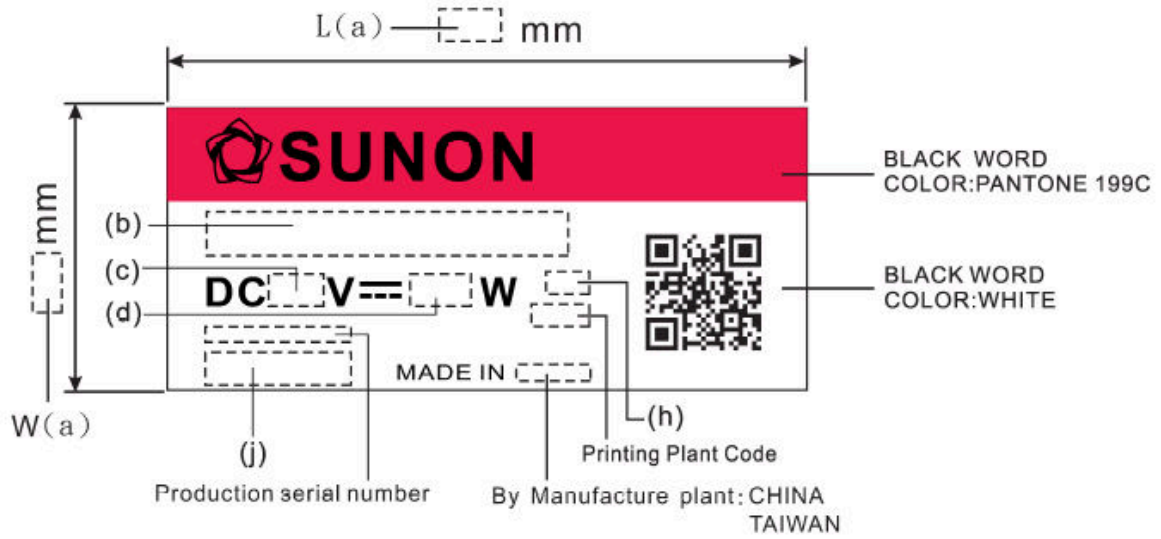 L(a) mm
SUNON
BLACK WORD
COLOR:PANTONE 199C
mm
(b)
(c)
DC V⎓ W
(d)
BLACK WORD
COLOR:WHITE
MADE IN
W(a)
(j)
(h)
Printing Plant Code
Production serial number
By Manufacture plant: CHINA
TAIWAN